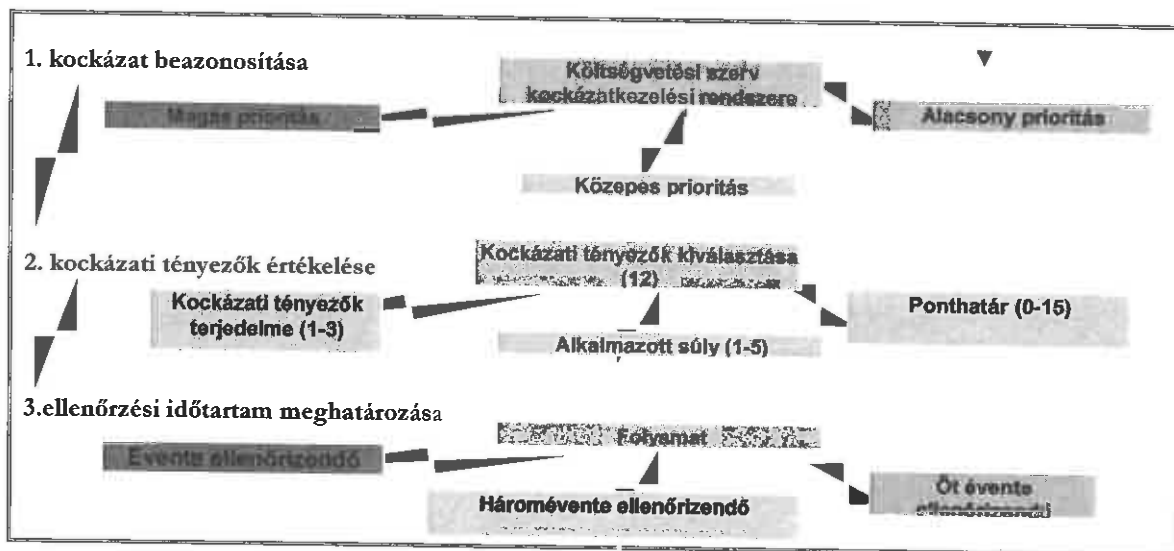 1. kockázat beazonosítása
Költségvetési szerv
kockázatkezelési rendszere
Magas prioritás
Alacsony prioritás
Közepes prioritás
2. kockázati tényezők értékelése
Kockázati tényezők kiválasztása
(12)
Kockázati tényezők
terjedelme (1-3)
Ponthatár (0-15)
Alkalmazott súly (1-5)
3.ellenőrzési időtartam meghatározása
Folyamat
Évente ellenőrizendő
Háromévente ellenőrizendő
Öt évente
ellenőrizendő